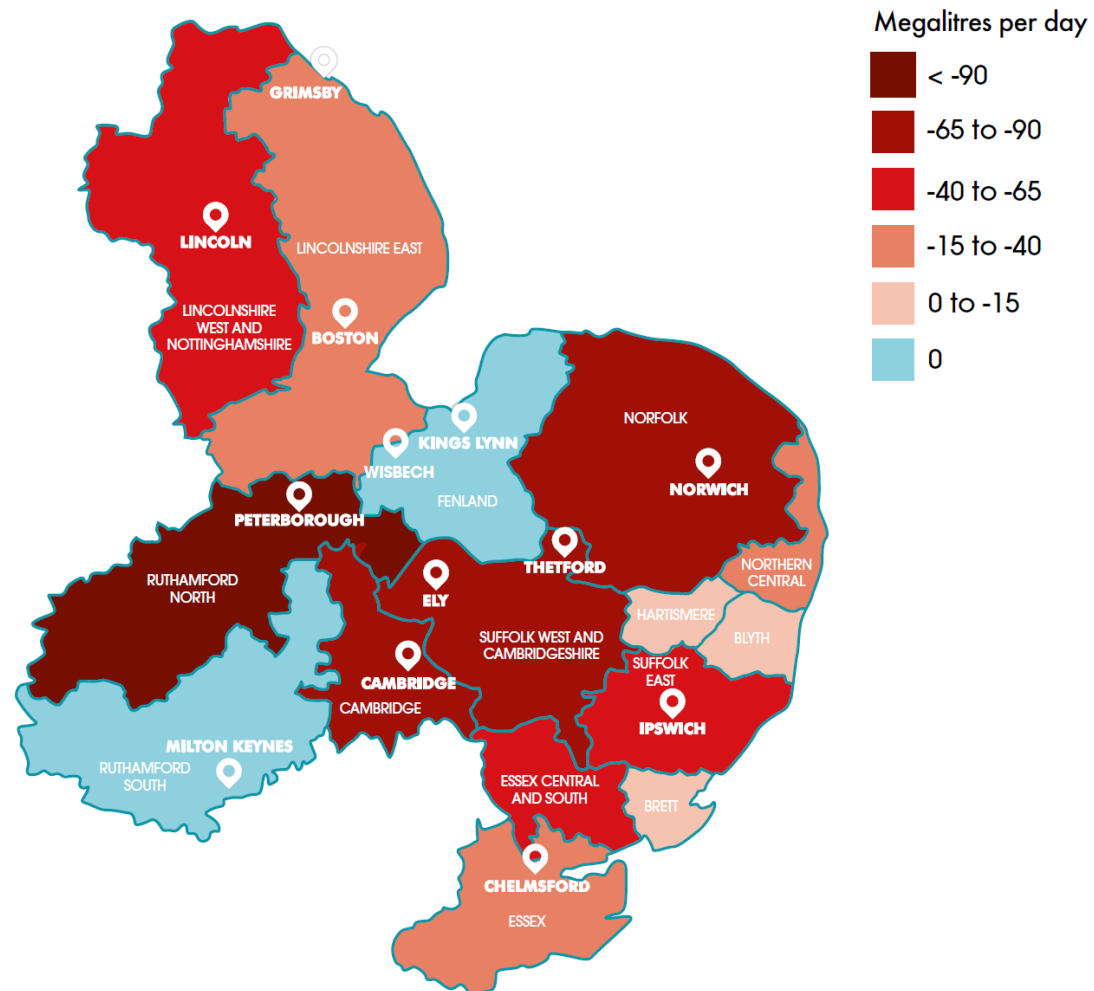 Megalitres per day
< -90
-65 to -90
-40 to -65
-15 to -40
0 to -15
0
GRIMSBY
LINCOLN
LINCOLNSHIRE EAST
LINCOLNSHIRE
WEST AND
NOTTINGHAMSHIRE
BOSTON
KINGS LYNN
WISBECH
FENLAND
NORFOLK
NORWICH
PETERBOROUGH
THETFORD
NORTHERN
CENTRAL
RUTHAMFORD
NORTH
ELY
HARTISMERE
BLYTH
SUFFOLK WEST AND
CAMBRIDGESHIRE
SUFFOLK
EAST
CAMBRIDGE
CAMBRIDGE
IPSWICH
MILTON KEYNES
RUTHAMFORD
SOUTH
ESSEX CENTRAL
AND SOUTH
BRETT
CHELMSFORD
ESSEX